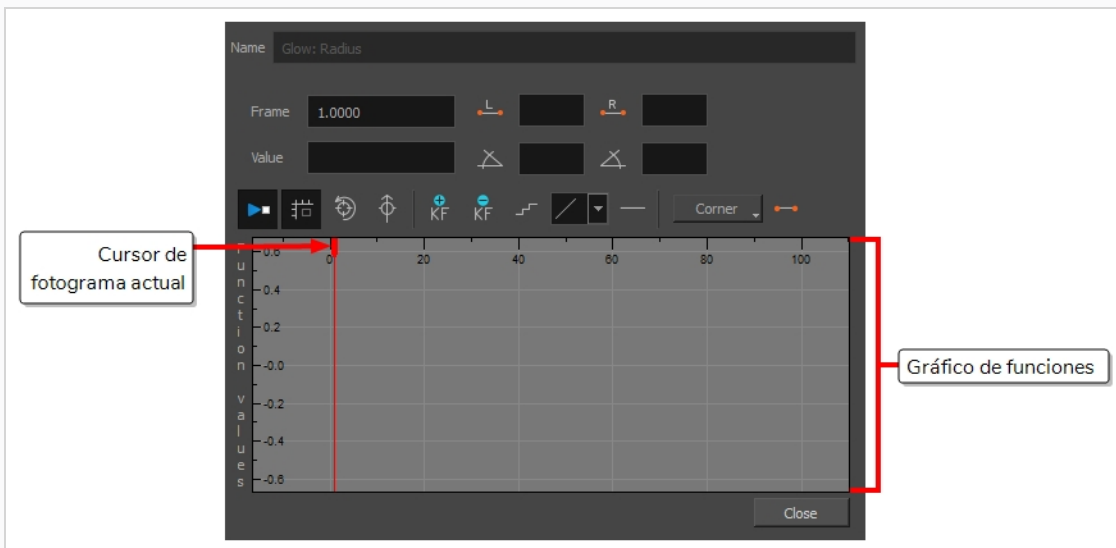 Name Glow: Radius
Frame 1.0000 L R
Value
KF KF Corner
Cursor de
fotograma actual
Function values
0 20 40 60 80 100
0.6
0.4
0.2
-0.0
-0.2
-0.4
-0.6
Gráfico de funciones
Close